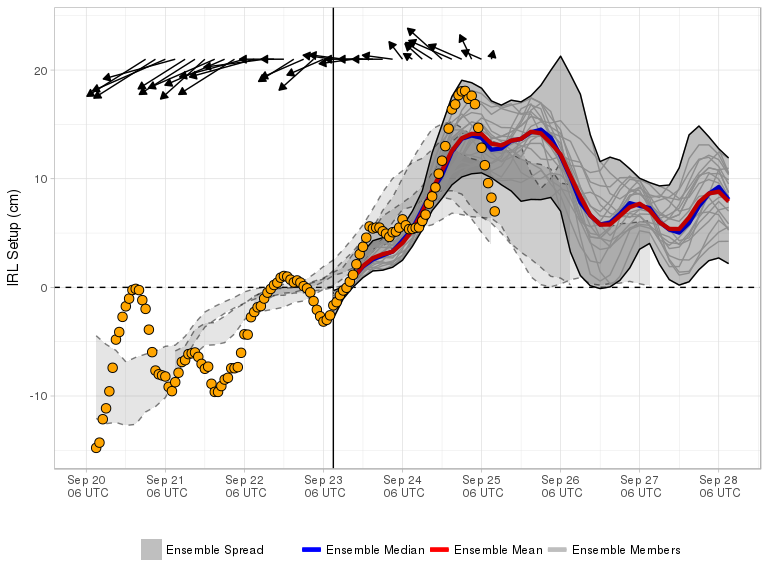 IRL Setup (cm)
20
10
0
-10
Sep 20 Sep 21 Sep 22 Sep 23 Sep 24 Sep 25 Sep 26 Sep 27 Sep 28
06 UTC 06 UTC 06 UTC 06 UTC 06 UTC 06 UTC 06 UTC 06 UTC 06 UTC
Ensemble Spread Ensemble Median Ensemble Mean Ensemble Members